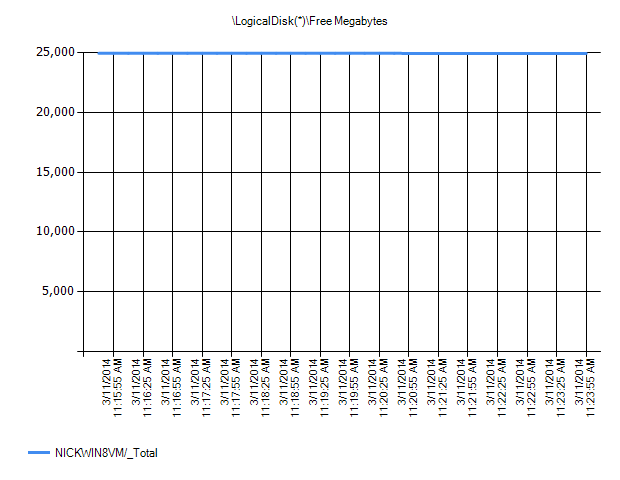 \LogicalDisk(*)\Free Megabytes
25,000
20,000
15,000
10,000
5,000
3/11/2014
11:15:55 AM
3/11/2014
11:16:25 AM
3/11/2014
11:16:55 AM
3/11/2014
11:17:25 AM
3/11/2014
11:17:55 AM
3/11/2014
11:18:25 AM
3/11/2014
11:18:55 AM
3/11/2014
11:19:25 AM
3/11/2014
11:19:55 AM
3/11/2014
11:20:25 AM
3/11/2014
11:20:55 AM
3/11/2014
11:21:25 AM
3/11/2014
11:21:55 AM
3/11/2014
11:22:25 AM
3/11/2014
11:22:55 AM
3/11/2014
11:23:25 AM
3/11/2014
11:23:55 AM
NICKWIN8VM/_Total